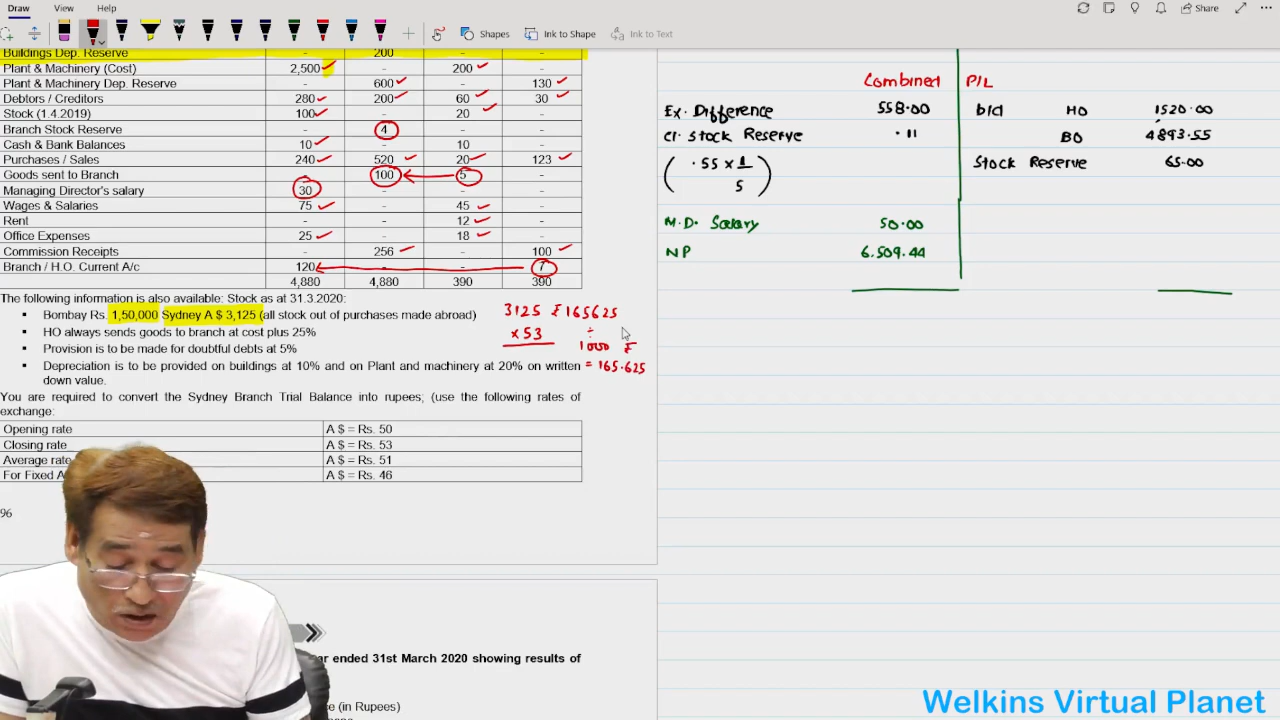 Draw View Help
Share
Shapes Ink to Shape Ink to Text
Buildings Dep. Reserve - 200 - -
Plant & Machinery (Cost) 2,500 - 200 -
Plant & Machinery Dep. Reserve - 600 - 130
Debtors / Creditors 280 200 60 30
Stock (1.4.2019) 100 - 20 -
Branch Stock Reserve - 4 - -
Cash & Bank Balances 10 - 10 -
Purchases / Sales 240 520 20 123
Goods sent to Branch - 100 5 -
Managing Director's salary 30 - - -
Wages & Salaries 75 - 45 -
Rent - - 12 -
Office Expenses 25 - 18 -
Commission Receipts - 256 - 100
Branch / H.O. Current A/c 120 - - 7
4,880 4,880 390 390
The following information is also available: Stock as at 31.3.2020:
Bombay Rs. 1,50,000 Sydney A $ 3,125 (all stock out of purchases made abroad)
HO always sends goods to branch at cost plus 25%
Provision is to be made for doubtful debts at 5%
Depreciation is to be provided on buildings at 10% and on Plant and machinery at 20% on written
down value.
You are required to convert the Sydney Branch Trial Balance into rupees; (use the following rates of
exchange:
Opening rate A $ = Rs. 50
Closing rate A $ = Rs. 53
Average rate A $ = Rs. 51
For Fixed A A $ = Rs. 46
96
ar ended 31st March 2020 showing results of
ce (in Rupees)
3125 ₹165625
×53 ÷
1000 ₹
= 165.625
Combined P/L
Ex. Difference 558.00 b/d HO 1520.00
Cl. Stock Reserve .11 BO 4893.55
(.55 × 1/5) Stock Reserve 65.00
M.D. Salary 50.00
NP 6.509.44
Welkins Virtual Planet